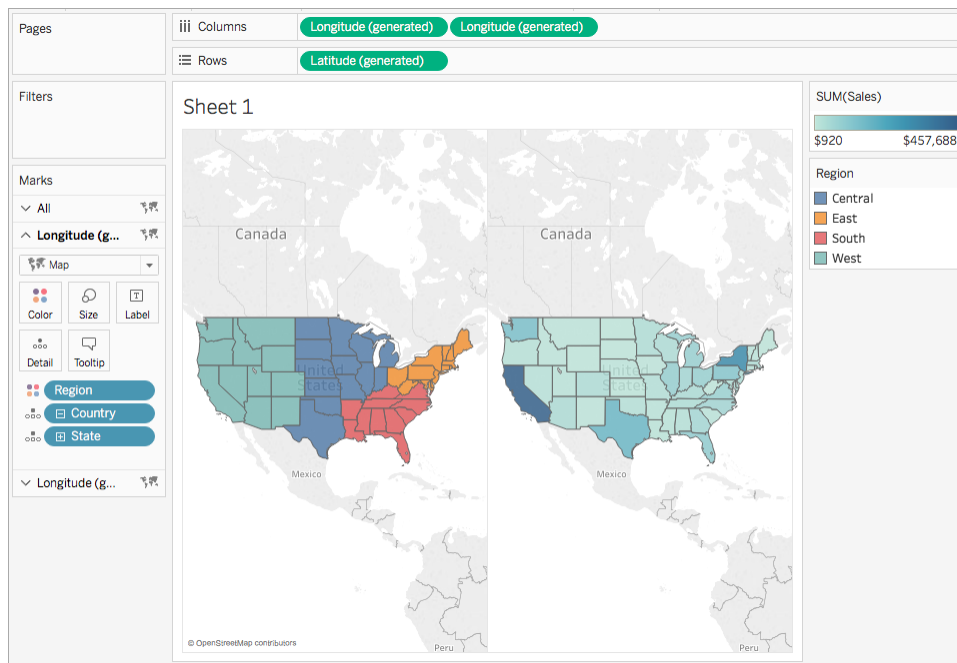 Pages
Columns
Longitude (generated)
Longitude (generated)
Rows
Latitude (generated)
Filters
Marks
All
Longitude (g...
Map
Color
Size
Label
Detail
Tooltip
Region
Country
State
Longitude (g...
Sheet 1
Canada
United
States
Mexico
Peru
© OpenStreetMap contributors
Canada
United
States
Mexico
Peru
SUM(Sales)
$920
$457,688
Region
Central
East
South
West